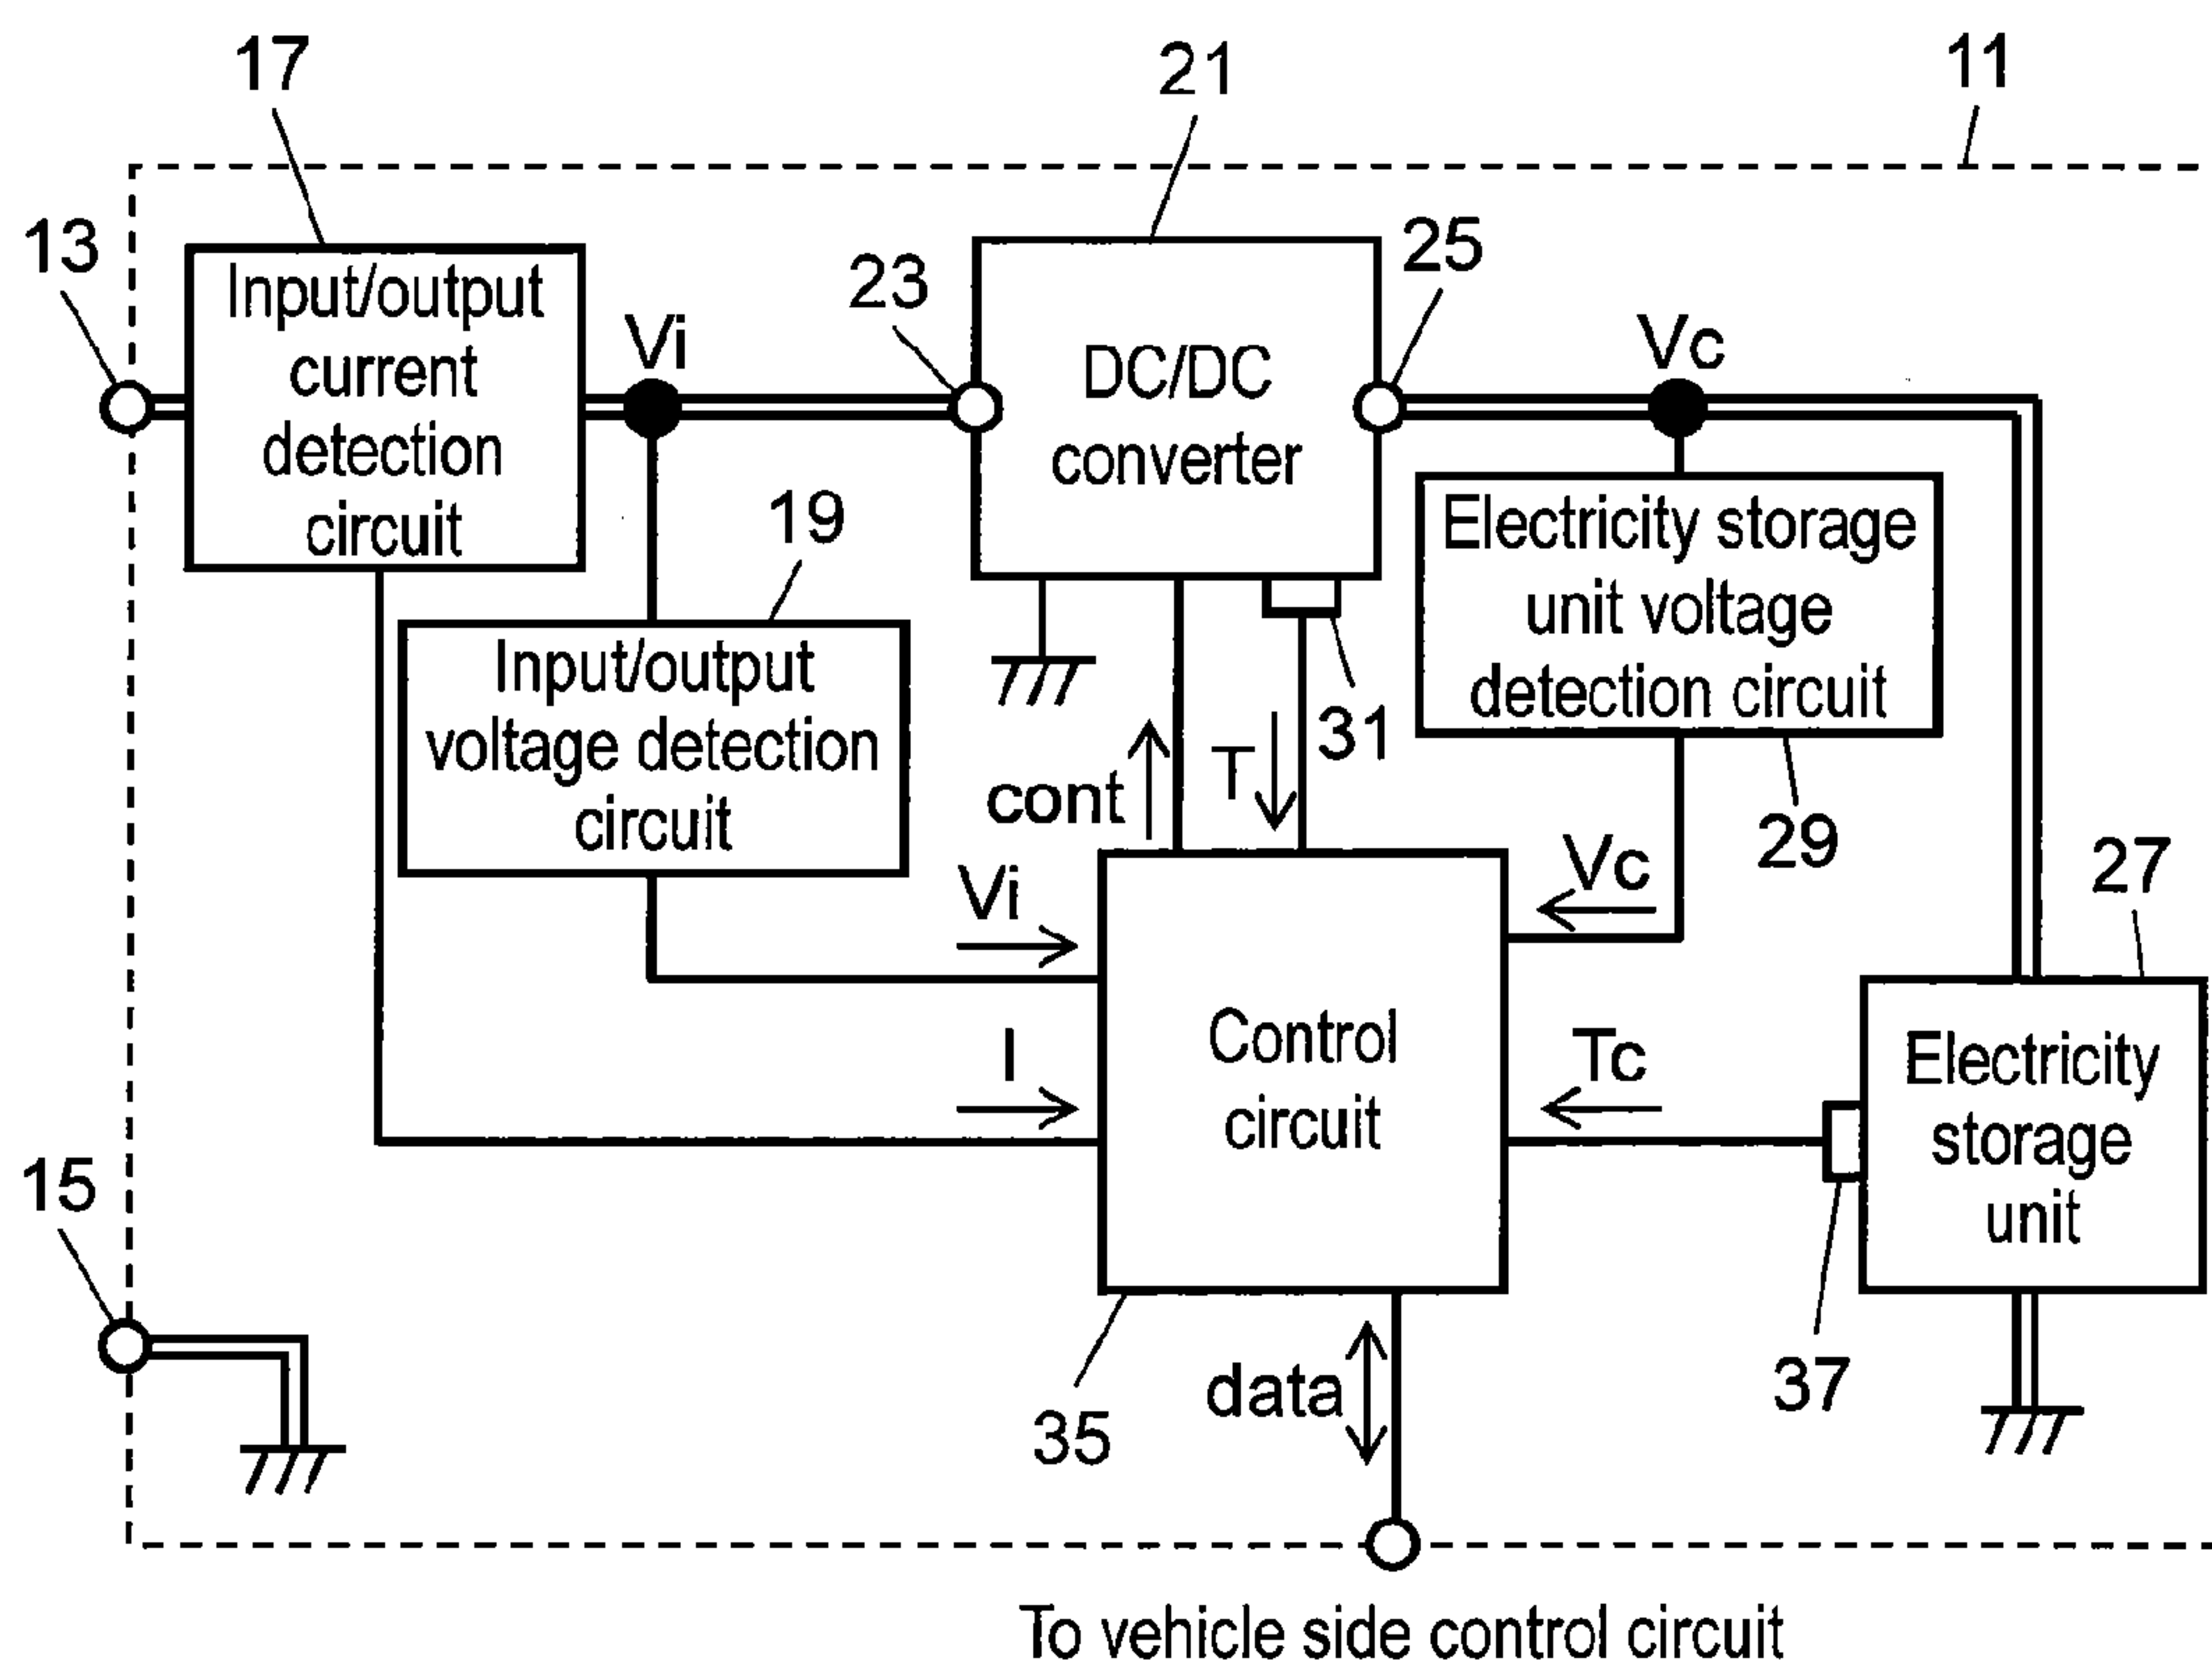 17
21
11
13
Input/output
current
detection
circuit
Vi
23
DC/DC
converter
25
Vc
19
Electricity storage
unit voltage
detection circuit
Input/output
voltage detection
circuit
cont
T
31
29
27
Vi
Vc
I
Control
circuit
Tc
Electricity
storage
unit
15
35
data
37
To vehicle side control circuit